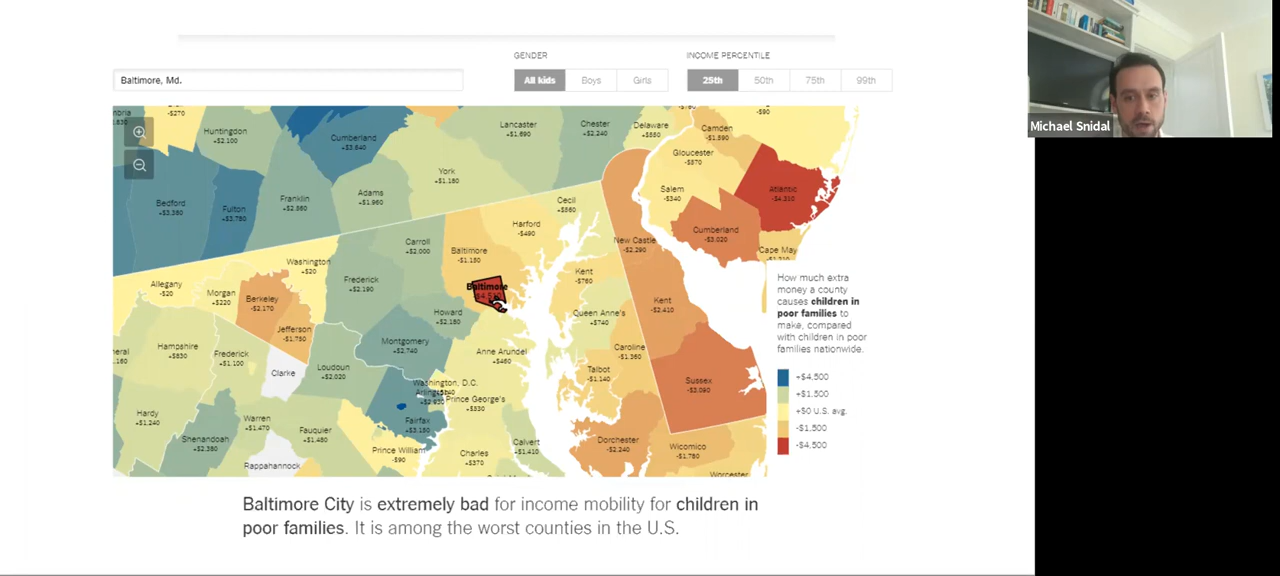 GENDER
INCOME PERCENTILE
Baltimore, Md.
All kids Boys Girls
25th 50th 75th 99th
Michael Snidal
-$270
Huntingdon
+$2,100
Cumberland
+$3,640
Lancaster
+$1,690
Chester
+$2,240
Delaware
+$550
Camden
-$1,590
-$90
Gloucester
-$370
York
+$1,180
Bedford
+$3,380
Fulton
+$3,780
Franklin
+$2,860
Adams
+$1,960
Salem
-$340
Atlantic
-$4,310
Cecil
+$860
Harford
-$490
Cumberland
-$3,020
Carroll
+$2,000
Baltimore
-$1,150
New Castle
-$2,290
Cape May
Washington
+$20
Allegany
-$20
Morgan
+$220
Berkeley
-$2,170
Frederick
+$2,190
Baltimore
Kent
-$760
Kent
-$2,410
Howard
+$2,180
Queen Anne's
+$740
Jefferson
-$1,730
Hampshire
+$830
Frederick
+$1,100
Clarke
Loudoun
+$2,020
Montgomery
+$2,740
Anne Arundel
+$460
Caroline
-$1,360
Talbot
-$1,140
Sussex
-$3,090
Washington, D.C.
Arlington
Prince George's
+$330
Hardy
+$1,240
Warren
+$1,470
Fauquier
+$1,480
Fairfax
+$3,180
Shenandoah
+$2,380
Rappahannock
Prince William
-$90
Charles
+$370
Calvert
+$1,410
Dorchester
-$2,240
Wicomico
-$1,780
Worcester
How much extra
money a county
causes children in
poor families to
make, compared
with children in poor
families nationwide.
+$4,500
+$1,500
+$0 U.S. avg.
-$1,500
-$4,500
Baltimore City is extremely bad for income mobility for children in
poor families. It is among the worst counties in the U.S.